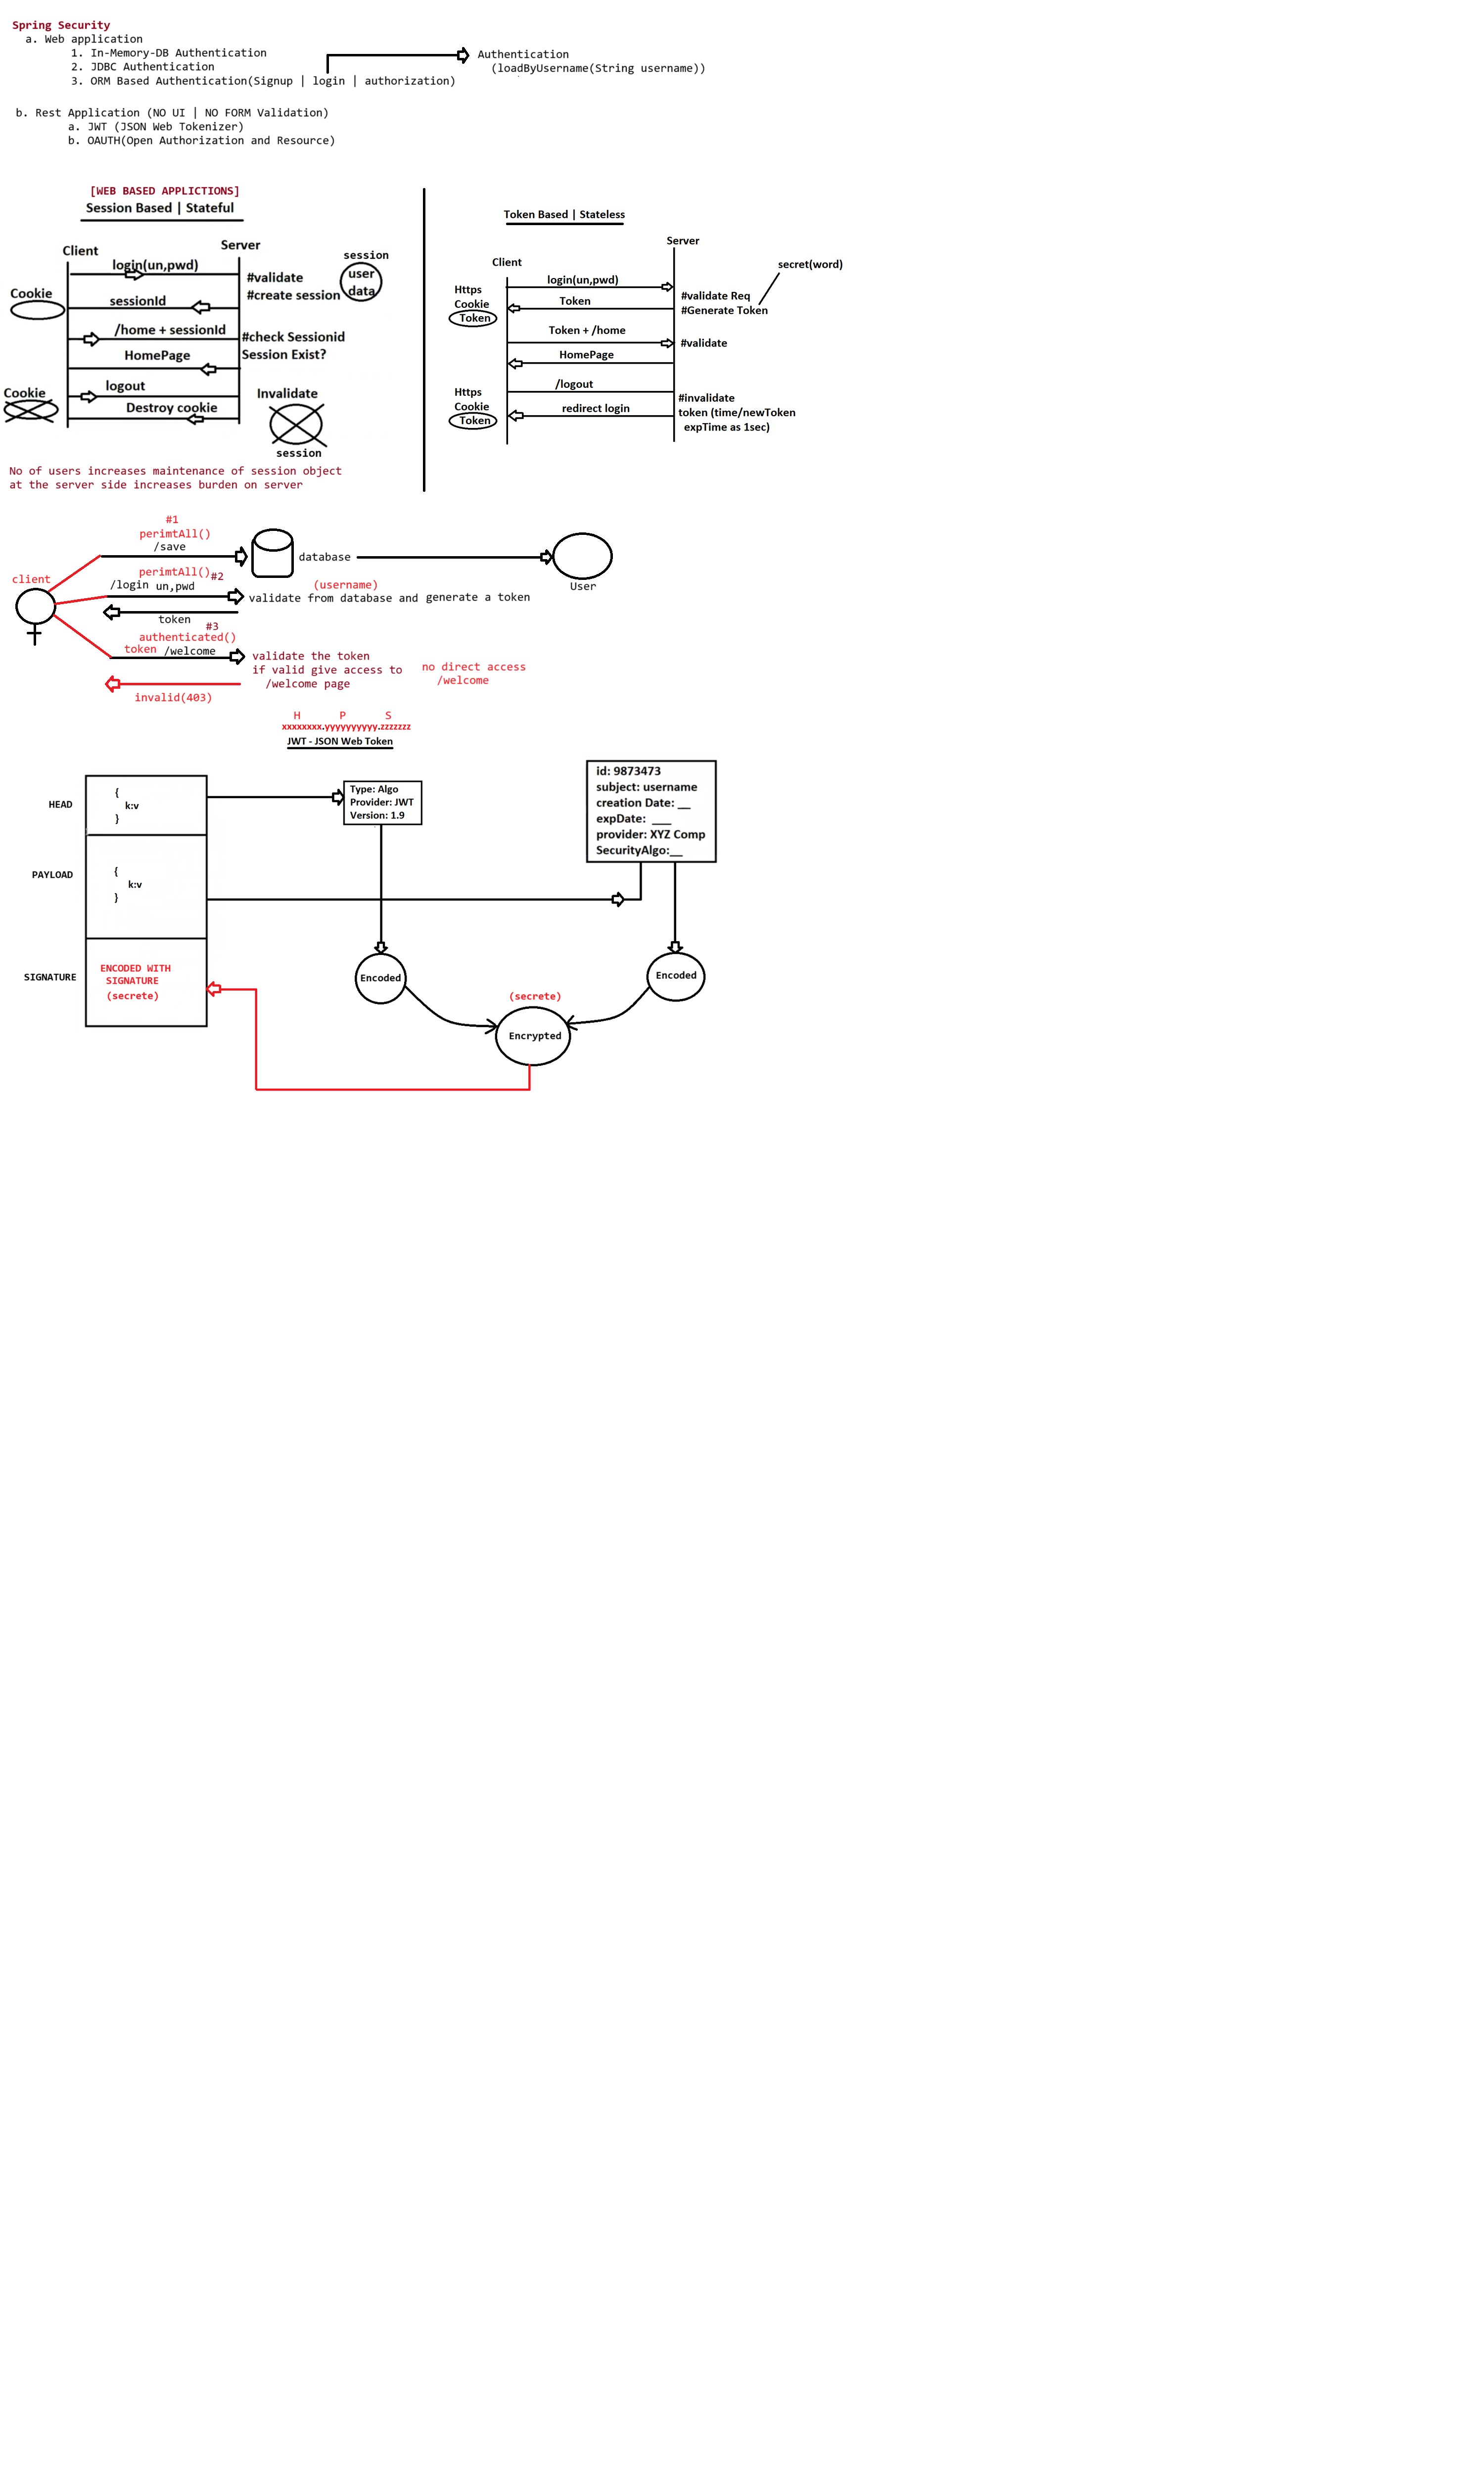 Spring Security
a. Web application
1. In-Memory-DB Authentication
2. JDBC Authentication
3. ORM Based Authentication(Signup | login | authorization)
Authentication
(loadByUsername(String username))
b. Rest Application (NO UI | NO FORM Validation)
a. JWT (JSON Web Tokenizer)
b. OAUTH(Open Authorization and Resource)
[WEB BASED APPLICTIONS]
Session Based | Stateful
Client
Server
login(un,pwd)
#validate
#create session
session
user
data
Cookie
sessionId
/home + sessionId
#check Sessionid
Session Exist?
HomePage
Cookie
logout
Invalidate
Destroy cookie
session
No of users increases maintenance of session object
at the server side increases burden on server
Token Based | Stateless
Server
Client
secret(word)
login(un,pwd)
Https
Cookie
Token
Token
#validate Req
#Generate Token
Token + /home
#validate
HomePage
/logout
Https
Cookie
Token
redirect login
#invalidate
token (time/newToken
expTime as 1sec)
#1
perimtAll()
/save
database
User
client
perimtAll()
#2
/login un,pwd
(username)
validate from database and generate a token
token
#3
authenticated()
token /welcome
validate the token
if valid give access to
/welcome page
no direct access
/welcome
invalid(403)
H P S
xxxxxxxx.yyyyyyyyyy.zzzzzzz
JWT - JSON Web Token
HEAD
{
k:v
}
Type: Algo
Provider: JWT
Version: 1.9
id: 9873473
subject: username
creation Date: __
expDate: ___
provider: XYZ Comp
SecurityAlgo:__
PAYLOAD
{
k:v
}
SIGNATURE
ENCODED WITH
SIGNATURE
(secrete)
Encoded
Encoded
(secrete)
Encrypted